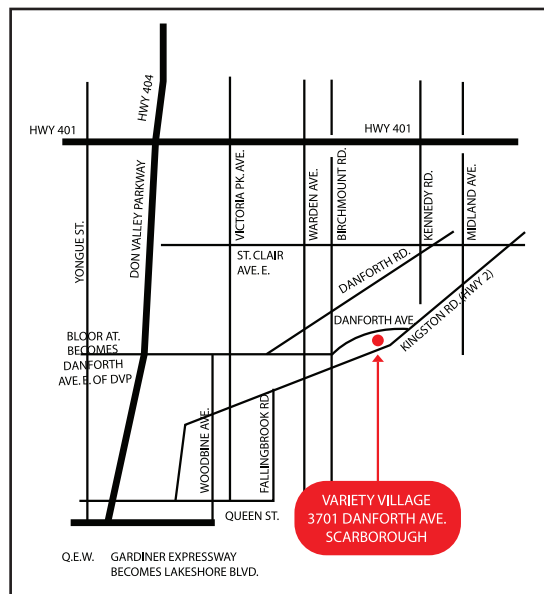 HWY 404
HWY 401
HWY 401
YONGUE ST.
DON VALLEY PARKWAY
VICTORIA PK. AVE.
WARDEN AVE.
BIRCHMOUNT RD.
KENNEDY RD.
MIDLAND AVE.
ST. CLAIR
AVE. E.
DANFORTH RD.
DANFORTH AVE.
KINGSTON RD. (HWY 2)
BLOOR AT.
BECOMES
DANFORTH
AVE. E. OF DVP
WOODBINE AVE.
FALLINGBROOK RD.
QUEEN ST.
VARIETY VILLAGE
3701 DANFORTH AVE.
SCARBOROUGH
Q.E.W. GARDINER EXPRESSWAY
BECOMES LAKESHORE BLVD.